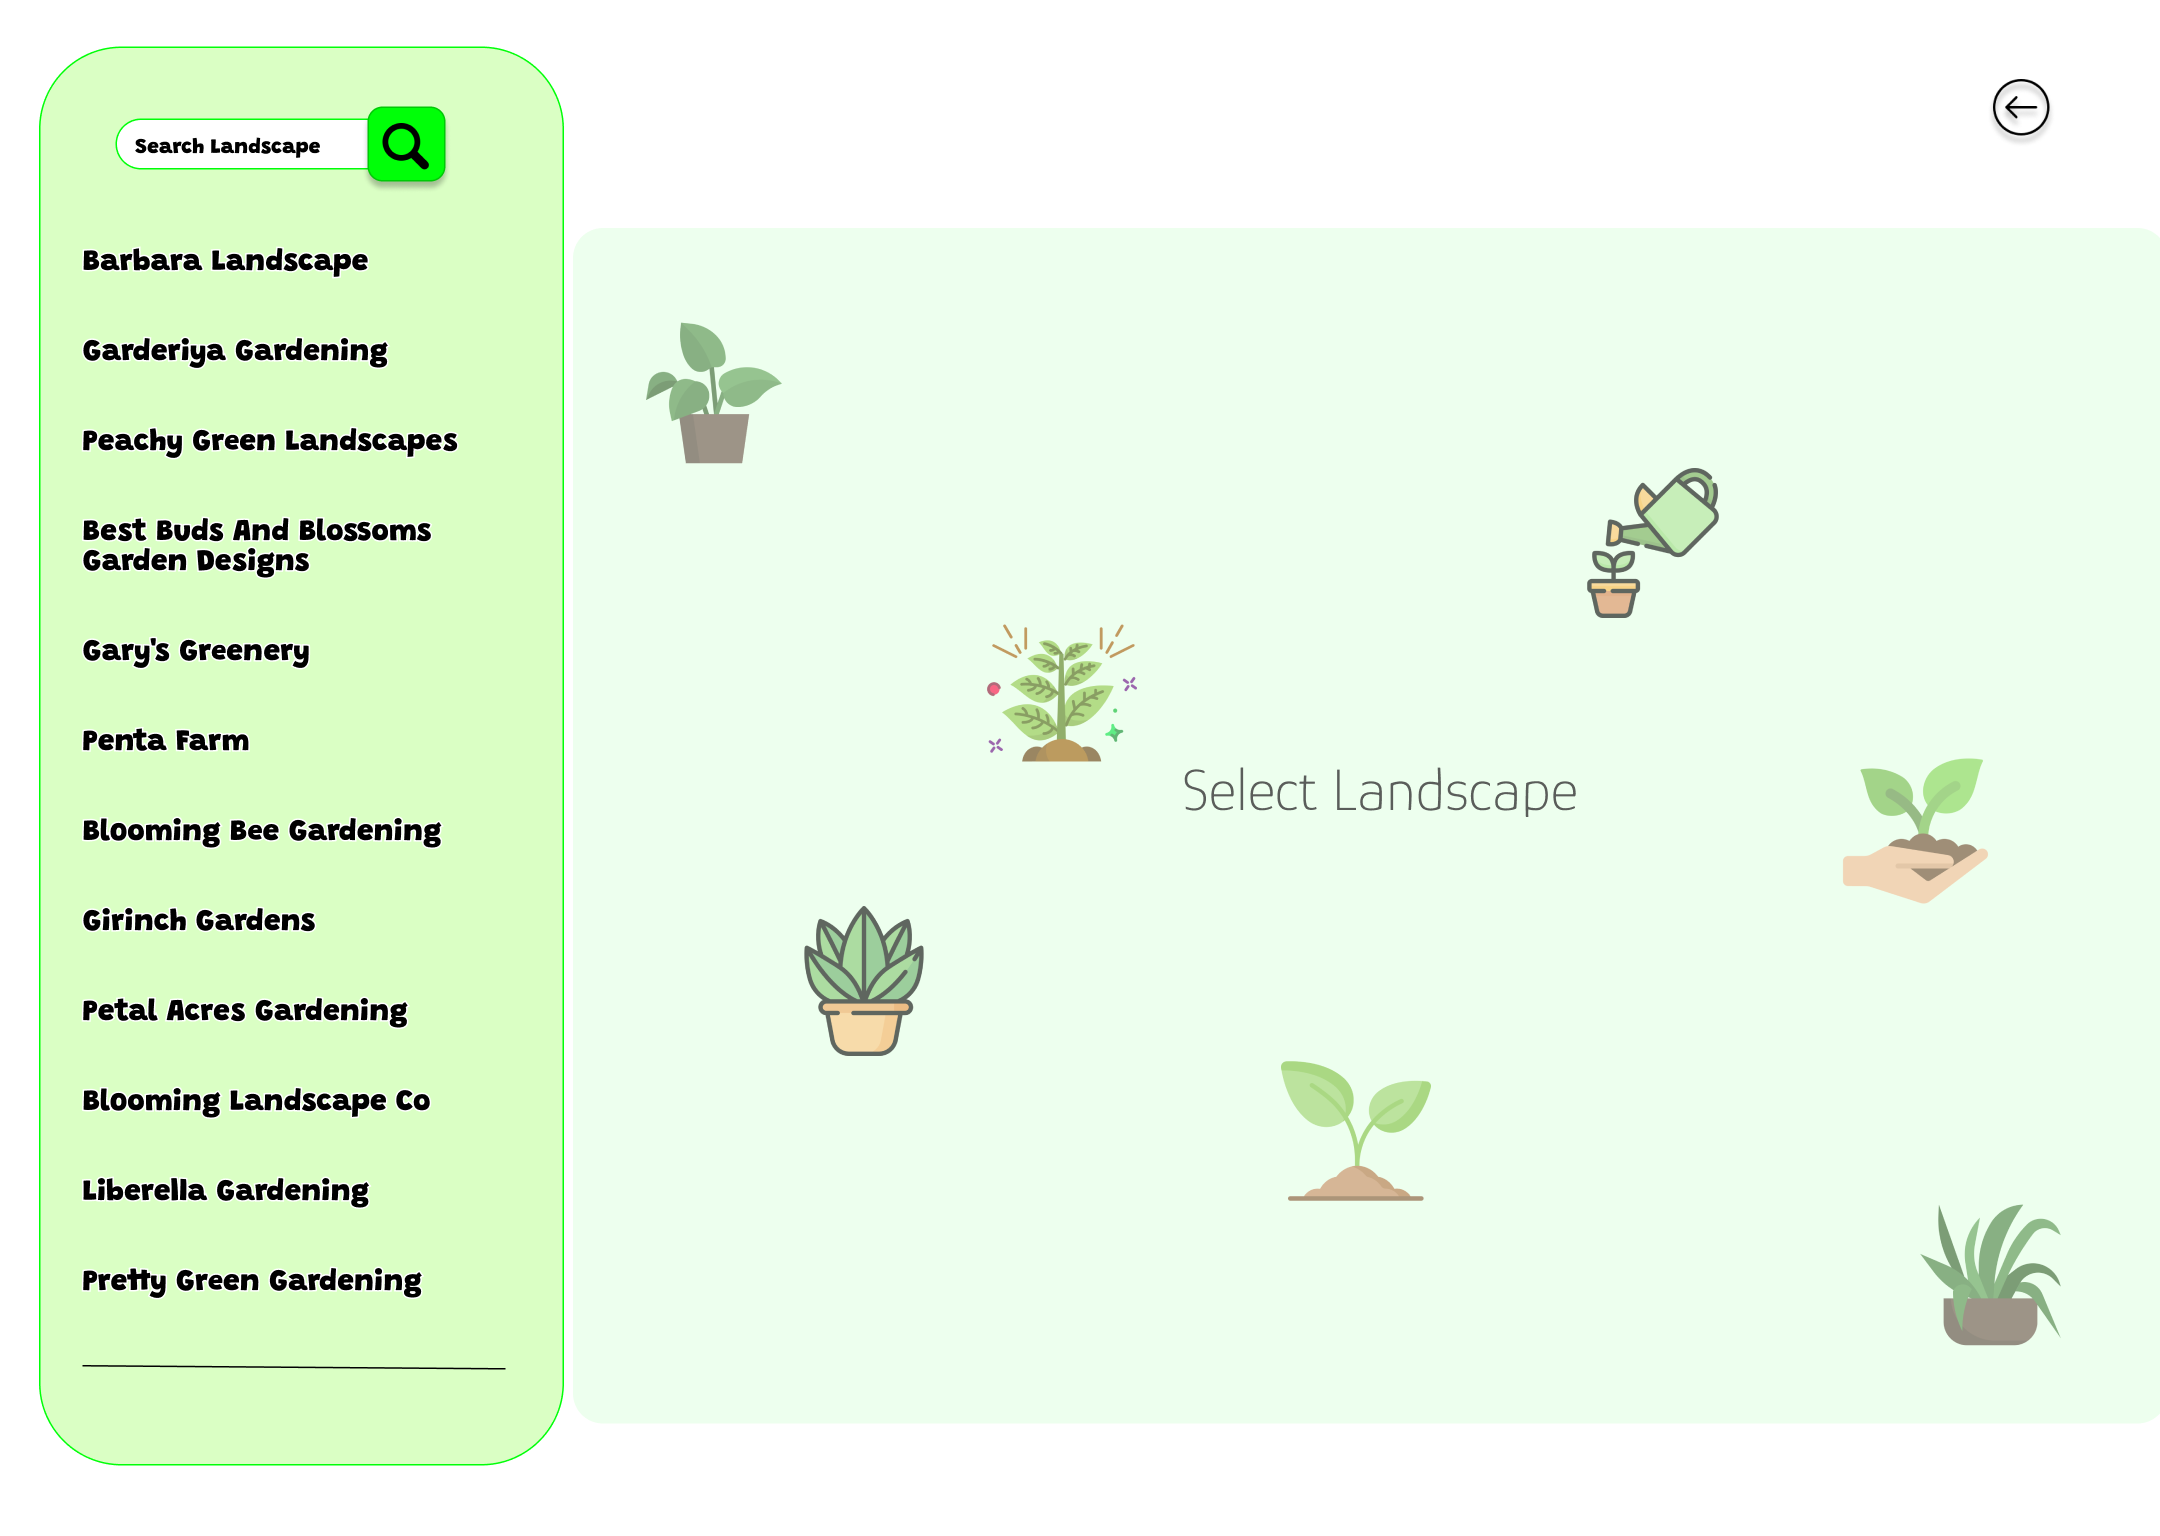 Search Landscape
Barbara Landscape
Garderiya Gardening
Peachy Green Landscapes
Best Buds And Blossoms
Garden Designs
Gary's Greenery
Penta Farm
Blooming Bee Gardening
Girinch Gardens
Petal Acres Gardening
Blooming Landscape Co
Liberella Gardening
Pretty Green Gardening
Select Landscape